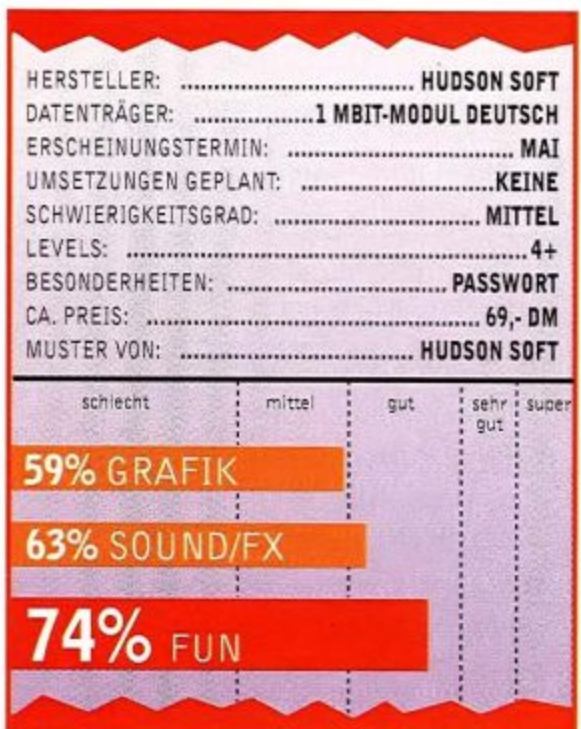 HERSTELLER: ................................... HUDSON SOFT
DATENTRÄGER: ..................1 MBIT-MODUL DEUTSCH
ERSCHEINUNGSTERMIN: ................................... MAI
UMSETZUNGEN GEPLANT: .............................KEINE
SCHWIERIGKEITSGRAD: ............................... MITTEL
LEVELS: ............................................................4+
BESONDERHEITEN: ................................. PASSWORT
CA. PREIS: .................................................. 69,- DM
MUSTER VON: ................................... HUDSON SOFT
schlecht mittel gut sehr gut super
59% GRAFIK
63% SOUND/FX
74% FUN